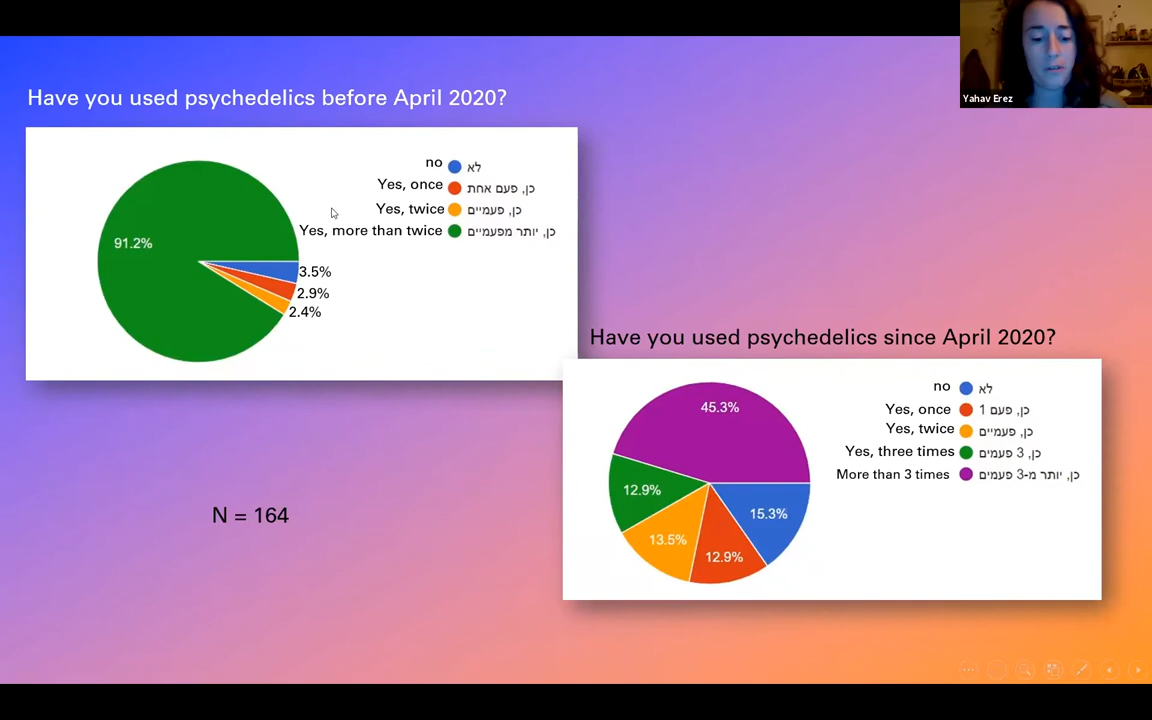 Yahav Erez
Have you used psychedelics before April 2020?
no לא
Yes, once כן, פעם אחת
Yes, twice כן, פעמיים
Yes, more than twice כן, יותר מפעמיים
91.2%
3.5%
2.9%
2.4%
Have you used psychedelics since April 2020?
no לא
Yes, once כן, פעם 1
Yes, twice כן, פעמיים
Yes, three times כן, 3 פעמים
More than 3 times כן, יותר מ-3 פעמים
45.3%
12.9%
15.3%
13.5%
12.9%
N = 164